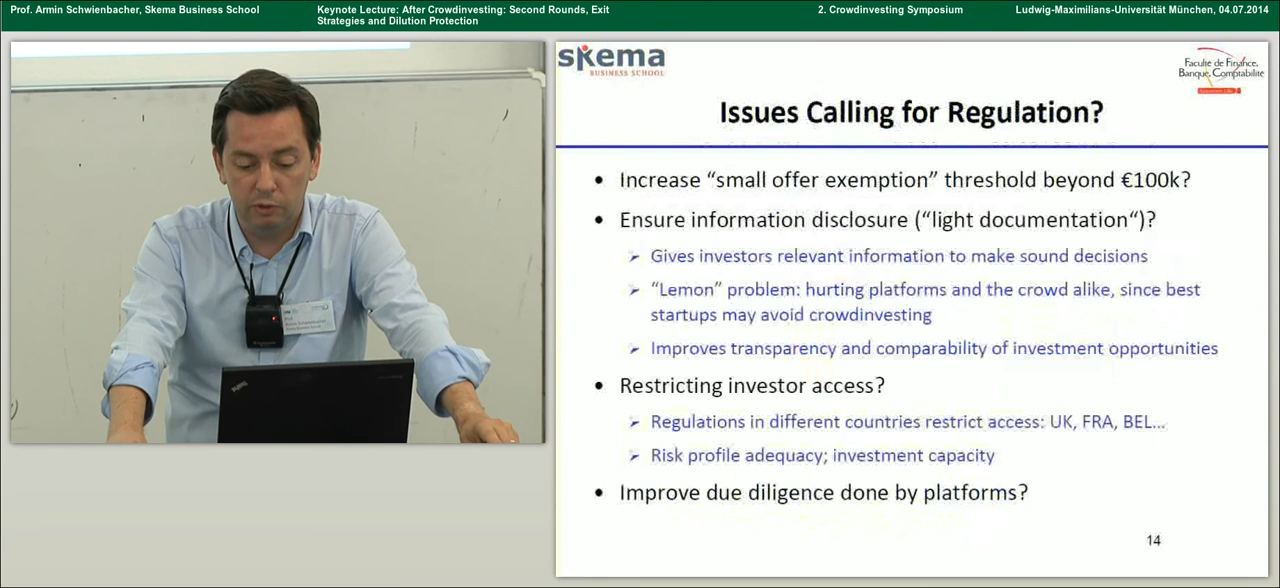 Prof. Armin Schwienbacher, Skema Business School
Keynote Lecture: After Crowdinvesting: Second Rounds, Exit
Strategies and Dilution Protection
2. Crowdinvesting Symposium
Ludwig-Maximilians-Universität München, 04.07.2014
skema
BUSINESS SCHOOL
Faculté de Finance,
Banque, Comptabilité
Issues Calling for Regulation?
• Increase “small offer exemption” threshold beyond €100k?
• Ensure information disclosure (“light documentation“)?
➢ Gives investors relevant information to make sound decisions
➢ “Lemon” problem: hurting platforms and the crowd alike, since best
startups may avoid crowdinvesting
➢ Improves transparency and comparability of investment opportunities
• Restricting investor access?
➢ Regulations in different countries restrict access: UK, FRA, BEL…
➢ Risk profile adequacy; investment capacity
• Improve due diligence done by platforms?
14